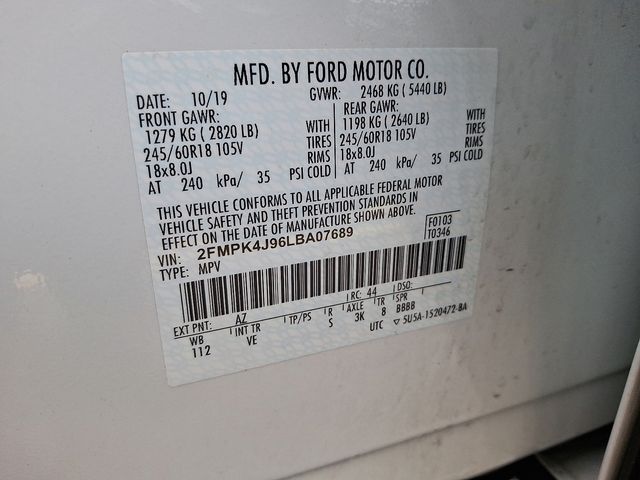 MFD. BY FORD MOTOR CO.
DATE: 10/19 GVWR: 2468 KG ( 5440 LB)
FRONT GAWR: REAR GAWR:
1279 KG ( 2820 LB) WITH 1198 KG ( 2640 LB) WITH
245/60R18 105V TIRES 245/60R18 105V TIRES
18x8.0J RIMS 18x8.0J RIMS
AT 240 kPa/ 35 PSI COLD AT 240 kPa/ 35 PSI COLD
THIS VEHICLE CONFORMS TO ALL APPLICABLE FEDERAL MOTOR
VEHICLE SAFETY AND THEFT PREVENTION STANDARDS IN
EFFECT ON THE DATE OF MANUFACTURE SHOWN ABOVE.
VIN: 2FMPK4J96LBA07689 F0103
TYPE: MPV T0346
EXT PNT: AZ RC: 44 DSO:
WB INT TR TP/PS R AXLE TR SPR
112 VE S 3K 8 BBBB
UTC ▽ 5U5A-1520472-BA